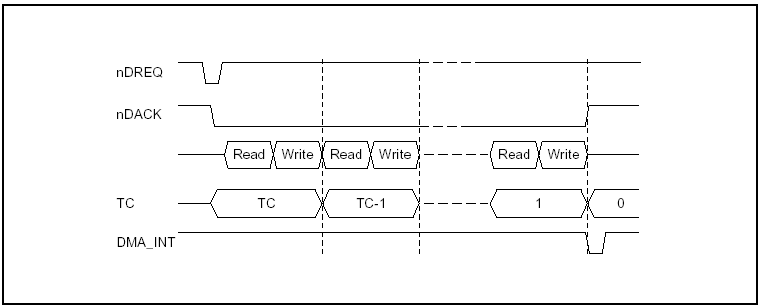 nDREQ
nDACK
Read Write Read Write Read Write
TC TC TC-1 1 0
DMA_INT